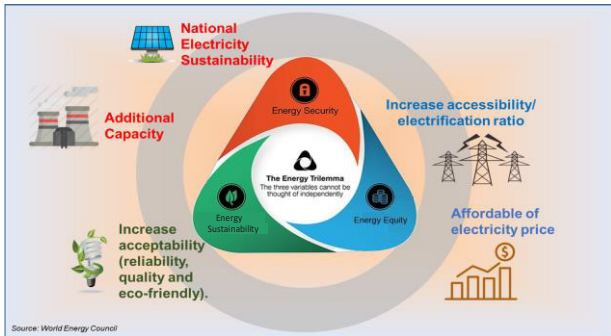 National
Electricity
Sustainability
Additional
Capacity
Energy Security
Increase accessibility/
electrification ratio
The Energy Trilemma
The three variables cannot be
thought of independently
Energy
Sustainability
Energy Equity
Increase
acceptability
(reliability,
quality and
eco-friendly).
Affordable of
electricity price
$
Source: World Energy Council